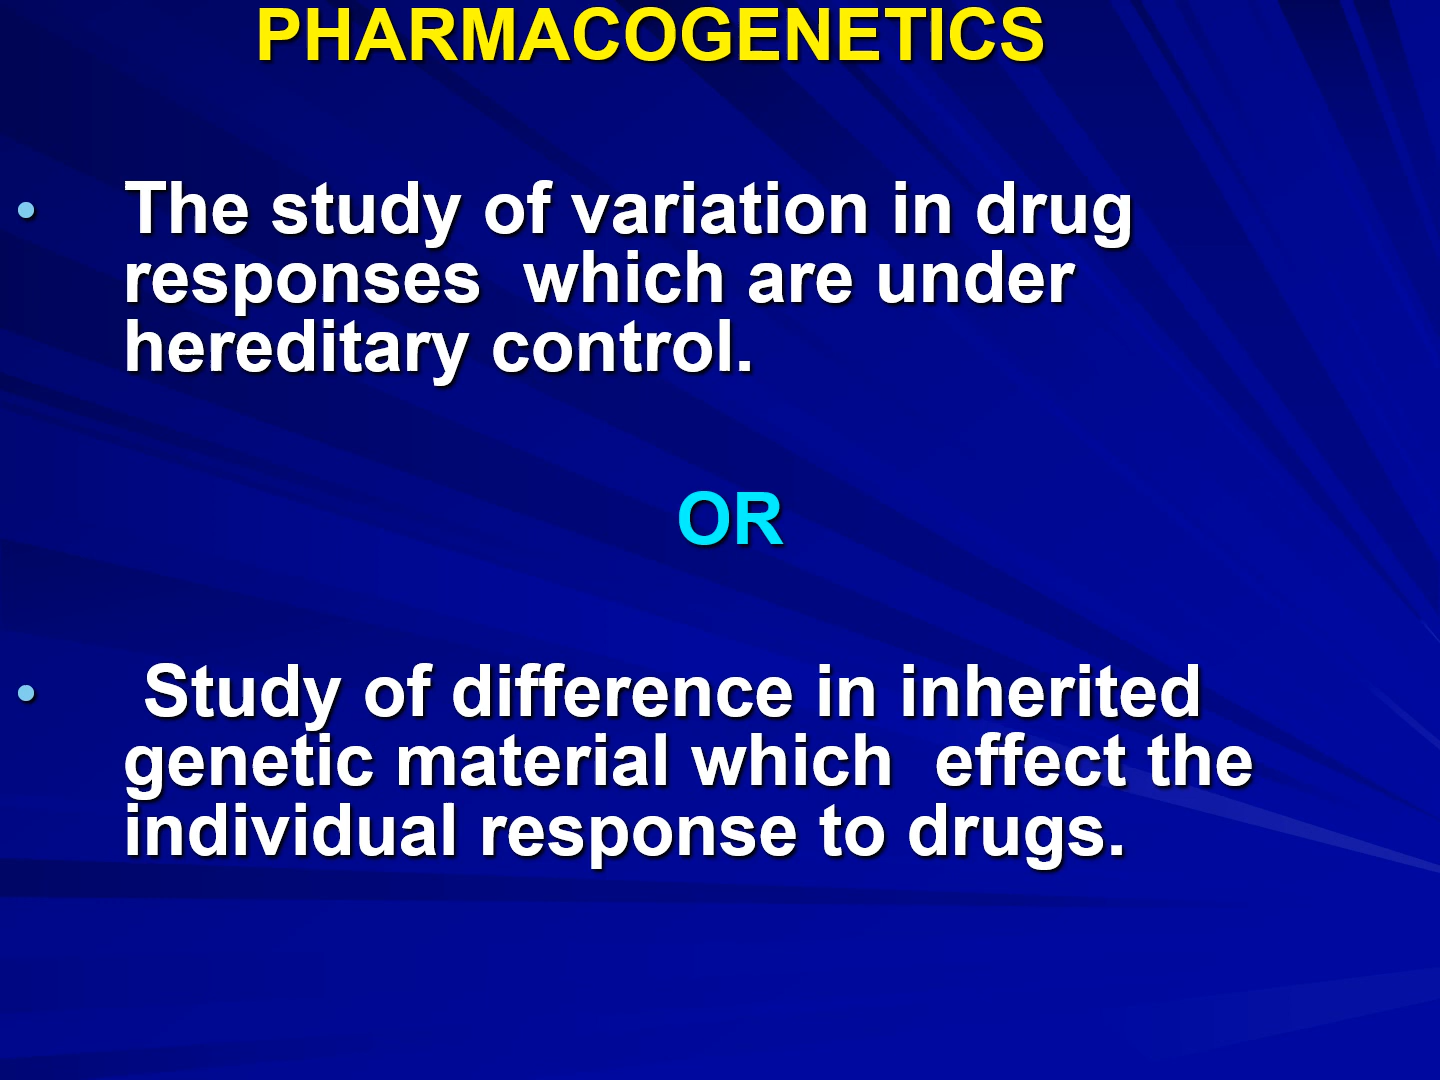 PHARMACOGENETICS
• The study of variation in drug
responses which are under
hereditary control.
OR
• Study of difference in inherited
genetic material which effect the
individual response to drugs.